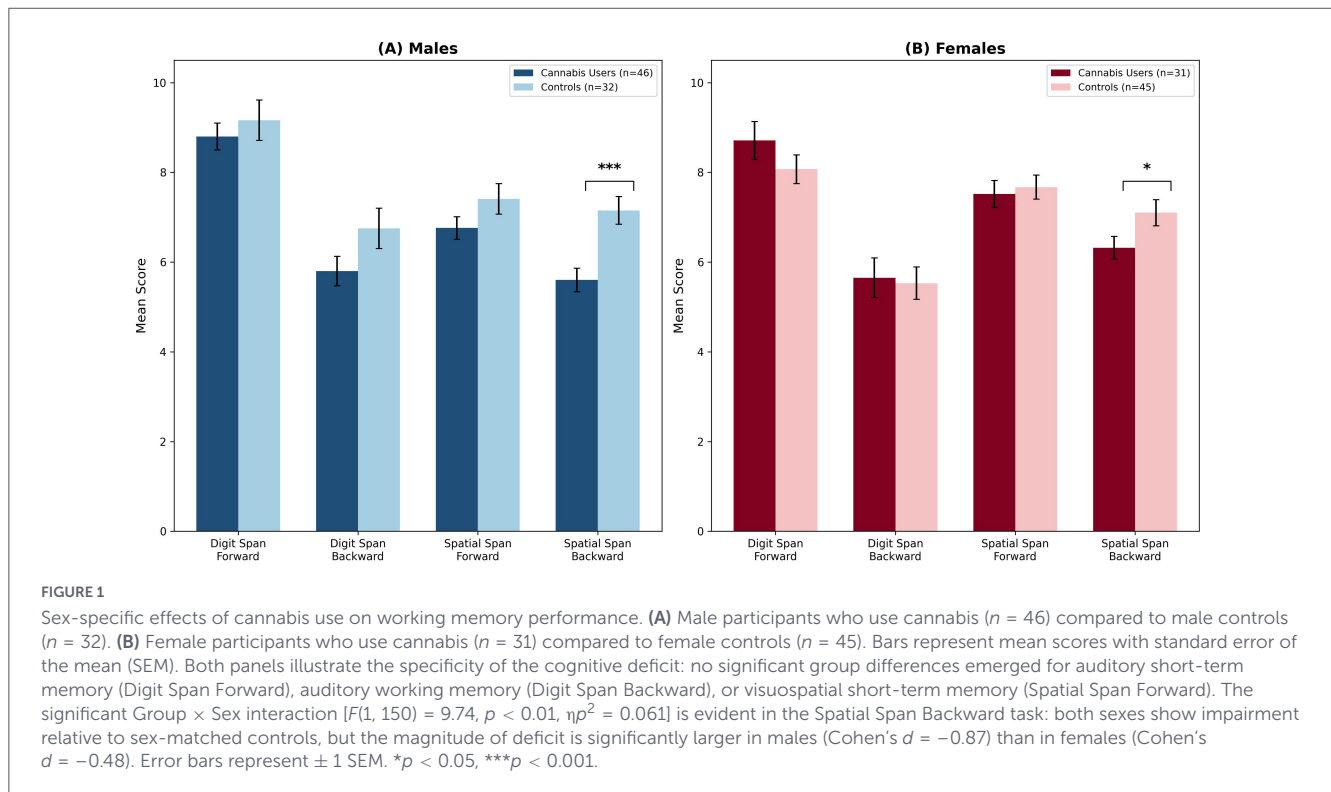 (A) Males
Cannabis Users (n=46)
Controls (n=32)
Mean Score
10
8
6
4
2
0
***
Digit Span
Forward
Digit Span
Backward
Spatial Span
Forward
Spatial Span
Backward
(B) Females
Cannabis Users (n=31)
Controls (n=45)
Mean Score
10
8
6
4
2
0
*
Digit Span
Forward
Digit Span
Backward
Spatial Span
Forward
Spatial Span
Backward
FIGURE 1
Sex-specific effects of cannabis use on working memory performance. (A) Male participants who use cannabis (n = 46) compared to male controls
(n = 32). (B) Female participants who use cannabis (n = 31) compared to female controls (n = 45). Bars represent mean scores with standard error of
the mean (SEM). Both panels illustrate the specificity of the cognitive deficit: no significant group differences emerged for auditory short-term
memory (Digit Span Forward), auditory working memory (Digit Span Backward), or visuospatial short-term memory (Spatial Span Forward). The
significant Group × Sex interaction [F(1, 150) = 9.74, p < 0.01, ηp² = 0.061] is evident in the Spatial Span Backward task: both sexes show impairment
relative to sex-matched controls, but the magnitude of deficit is significantly larger in males (Cohen's d = −0.87) than in females (Cohen's
d = −0.48). Error bars represent ± 1 SEM. *p < 0.05, ***p < 0.001.